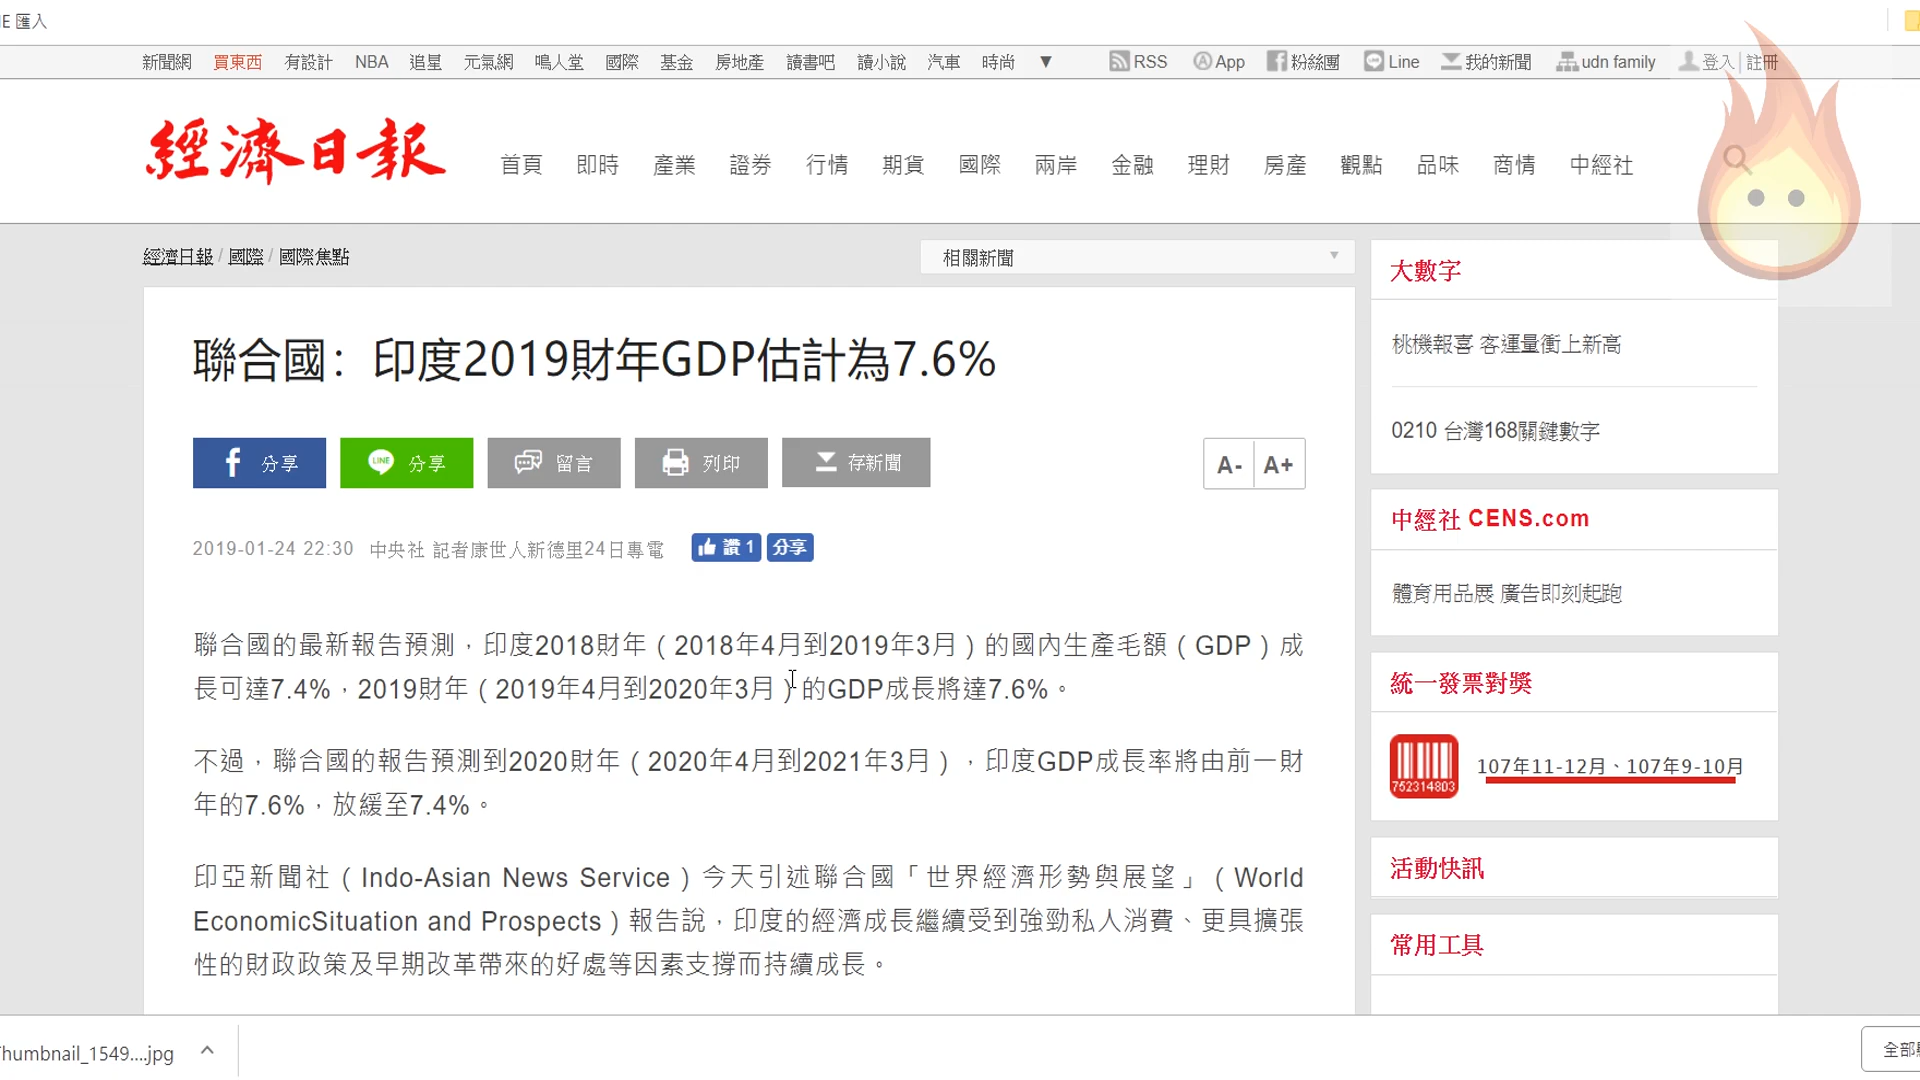 E 匯入
新聞網 買東西 有設計 NBA 追星 元氣網 鳴人堂 國際 基金 房地產 讀書吧 讀小說 汽車 時尚 ▼ RSS App 粉絲團 Line 我的新聞 udn family 登入 | 註冊
經濟日報 首頁 即時 產業 證券 行情 期貨 國際 兩岸 金融 理財 房產 觀點 品味 商情 中經社
經濟日報 / 國際 / 國際焦點 相關新聞
聯合國：印度2019財年GDP估計為7.6%
分享 LINE 分享 留言 列印 存新聞 A- A+
2019-01-24 22:30 中央社 記者康世人新德里24日專電 讚 1 分享
聯合國的最新報告預測，印度2018財年（2018年4月到2019年3月）的國內生產毛額（GDP）成
長可達7.4%，2019財年（2019年4月到2020年3月）的GDP成長將達7.6%。
不過，聯合國的報告預測到2020財年（2020年4月到2021年3月），印度GDP成長率將由前一財
年的7.6%，放緩至7.4%。
印亞新聞社（Indo-Asian News Service）今天引述聯合國「世界經濟形勢與展望」（World
EconomicSituation and Prospects）報告說，印度的經濟成長繼續受到強勁私人消費、更具擴張
性的財政政策及早期改革帶來的好處等因素支撐而持續成長。
大數字
桃機報喜 客運量衝上新高
0210 台灣168關鍵數字
中經社 CENS.com
體育用品展 廣告即刻起跑
統一發票對獎
752314803
107年11-12月、107年9-10月
活動快訊
常用工具
humbnail_1549....jpg
全部